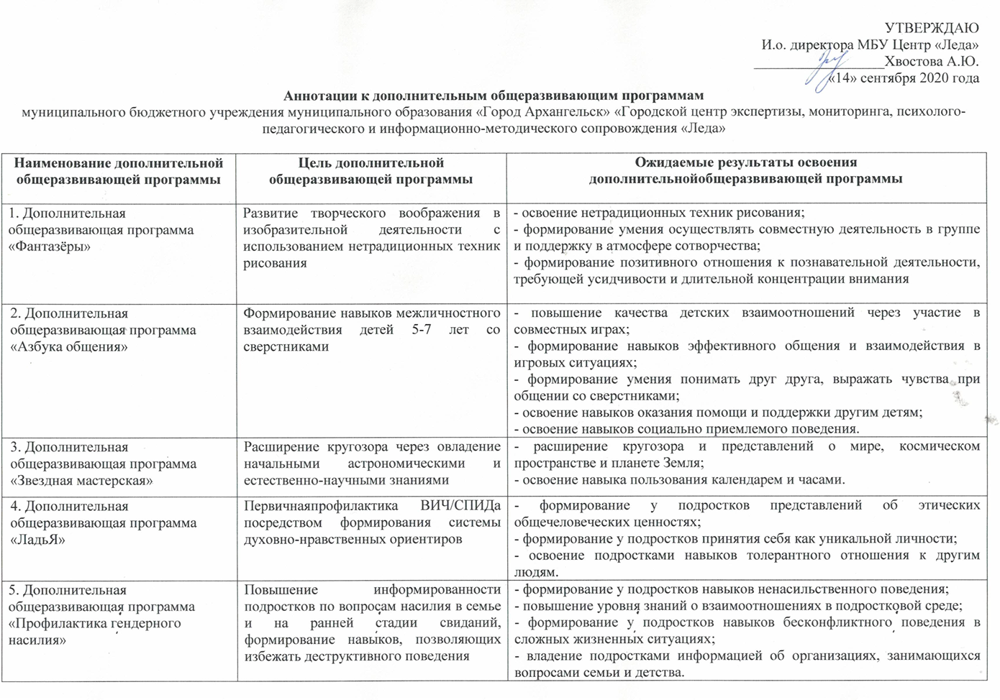 УТВЕРЖДАЮ
И.о. директора МБУ Центр «Леда»
__________________Хвостова А.Ю.
«14» сентября 2020 года
Аннотации к дополнительным общеразвивающим программам
муниципального бюджетного учреждения муниципального образования «Город Архангельск» «Городской центр экспертизы, мониторинга, психолого-
педагогического и информационно-методического сопровождения «Леда»
Наименование дополнительной
общеразвивающей программы
Цель дополнительной
общеразвивающей программы
Ожидаемые результаты освоения
дополнительнойобщеразвивающей программы
1. Дополнительная
общеразвивающая программа
«Фантазёры»
Развитие творческого воображения в
изобразительной деятельности с
использованием нетрадиционных техник
рисования
- освоение нетрадиционных техник рисования;
- формирование умения осуществлять совместную деятельность в группе
и поддержку в атмосфере сотворчества;
- формирование позитивного отношения к познавательной деятельности,
требующей усидчивости и длительной концентрации внимания
2. Дополнительная
общеразвивающая программа
«Азбука общения»
Формирование навыков межличностного
взаимодействия детей 5-7 лет со
сверстниками
- повышение качества детских взаимоотношений через участие в
совместных играх;
- формирование навыков эффективного общения и взаимодействия в
игровых ситуациях;
- формирование умения понимать друг друга, выражать чувства при
общении со сверстниками;
- освоение навыков оказания помощи и поддержки другим детям;
- освоение навыков социально приемлемого поведения.
3. Дополнительная
общеразвивающая программа
«Звездная мастерская»
Расширение кругозора через овладение
начальными астрономическими и
естественно-научными знаниями
- расширение кругозора и представлений о мире, космическом
пространстве и планете Земля;
- освоение навыка пользования календарем и часами.
4. Дополнительная
общеразвивающая программа
«ЛадьЯ»
Первичнаяпрофилактика ВИЧ/СПИДа
посредством формирования системы
духовно-нравственных ориентиров
- формирование у подростков представлений об этических
общечеловеческих ценностях;
- формирование у подростков принятия себя как уникальной личности;
- освоение подростками навыков толерантного отношения к другим
людям.
5. Дополнительная
общеразвивающая программа
«Профилактика гендерного
насилия»
Повышение информированности
подростков по вопросам насилия в семье
и на ранней стадии свиданий,
формирование навыков, позволяющих
избежать деструктивного поведения
- формирование у подростков навыков ненасильственного поведения;
- повышение уровня знаний о взаимоотношениях в подростковой среде;
- формирование у подростков навыков бесконфликтного поведения в
сложных жизненных ситуациях;
- владение подростками информацией об организациях, занимающихся
вопросами семьи и детства.